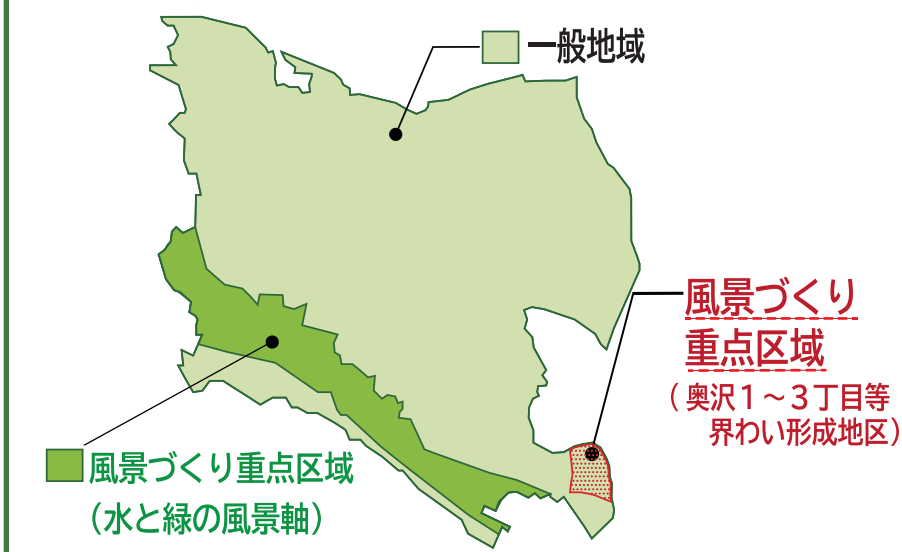 一般地域
風景づくり
重点区域
（奥沢１～３丁目等
界わい形成地区）
風景づくり重点区域
（水と緑の風景軸）